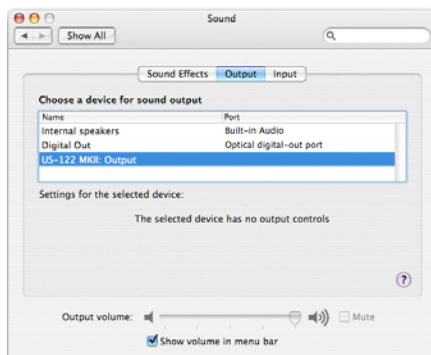 Sound
Show All
Sound Effects Output Input
Choose a device for sound output
Name Port
Internal speakers Built-in Audio
Digital Out Optical digital-out port
US-122 MKII: Output
Settings for the selected device:
The selected device has no output controls
?
Output volume: Mute
Show volume in menu bar